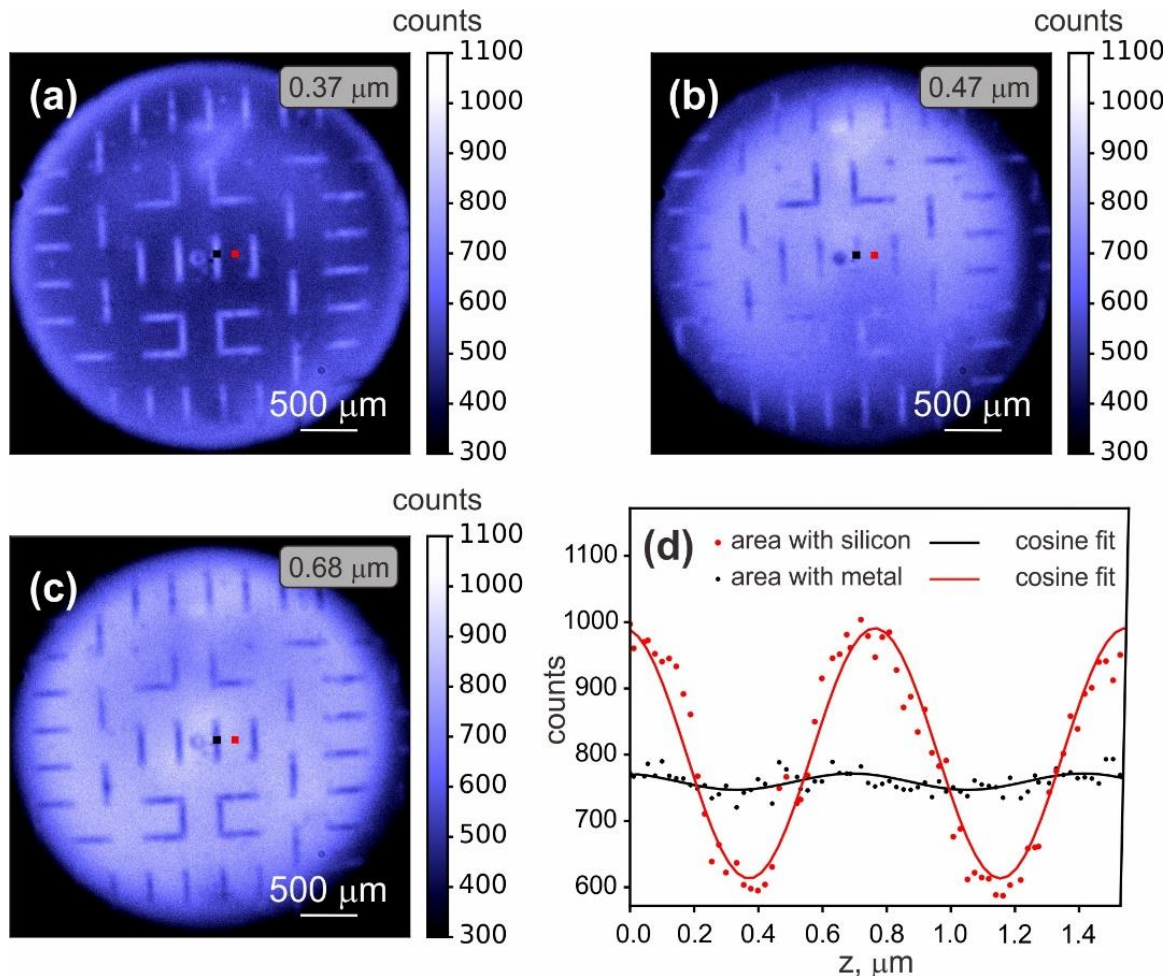 counts
(a)
0.37 μm
1100
1000
900
800
700
600
500
400
300
500 μm
counts
(b)
0.47 μm
1100
1000
900
800
700
600
500
400
300
500 μm
counts
(c)
0.68 μm
1100
1000
900
800
700
600
500
400
300
500 μm
(d)
area with silicon cosine fit
area with metal cosine fit
counts
1100
1000
900
800
700
600
0.0 0.2 0.4 0.6 0.8 1.0 1.2 1.4
z, μm